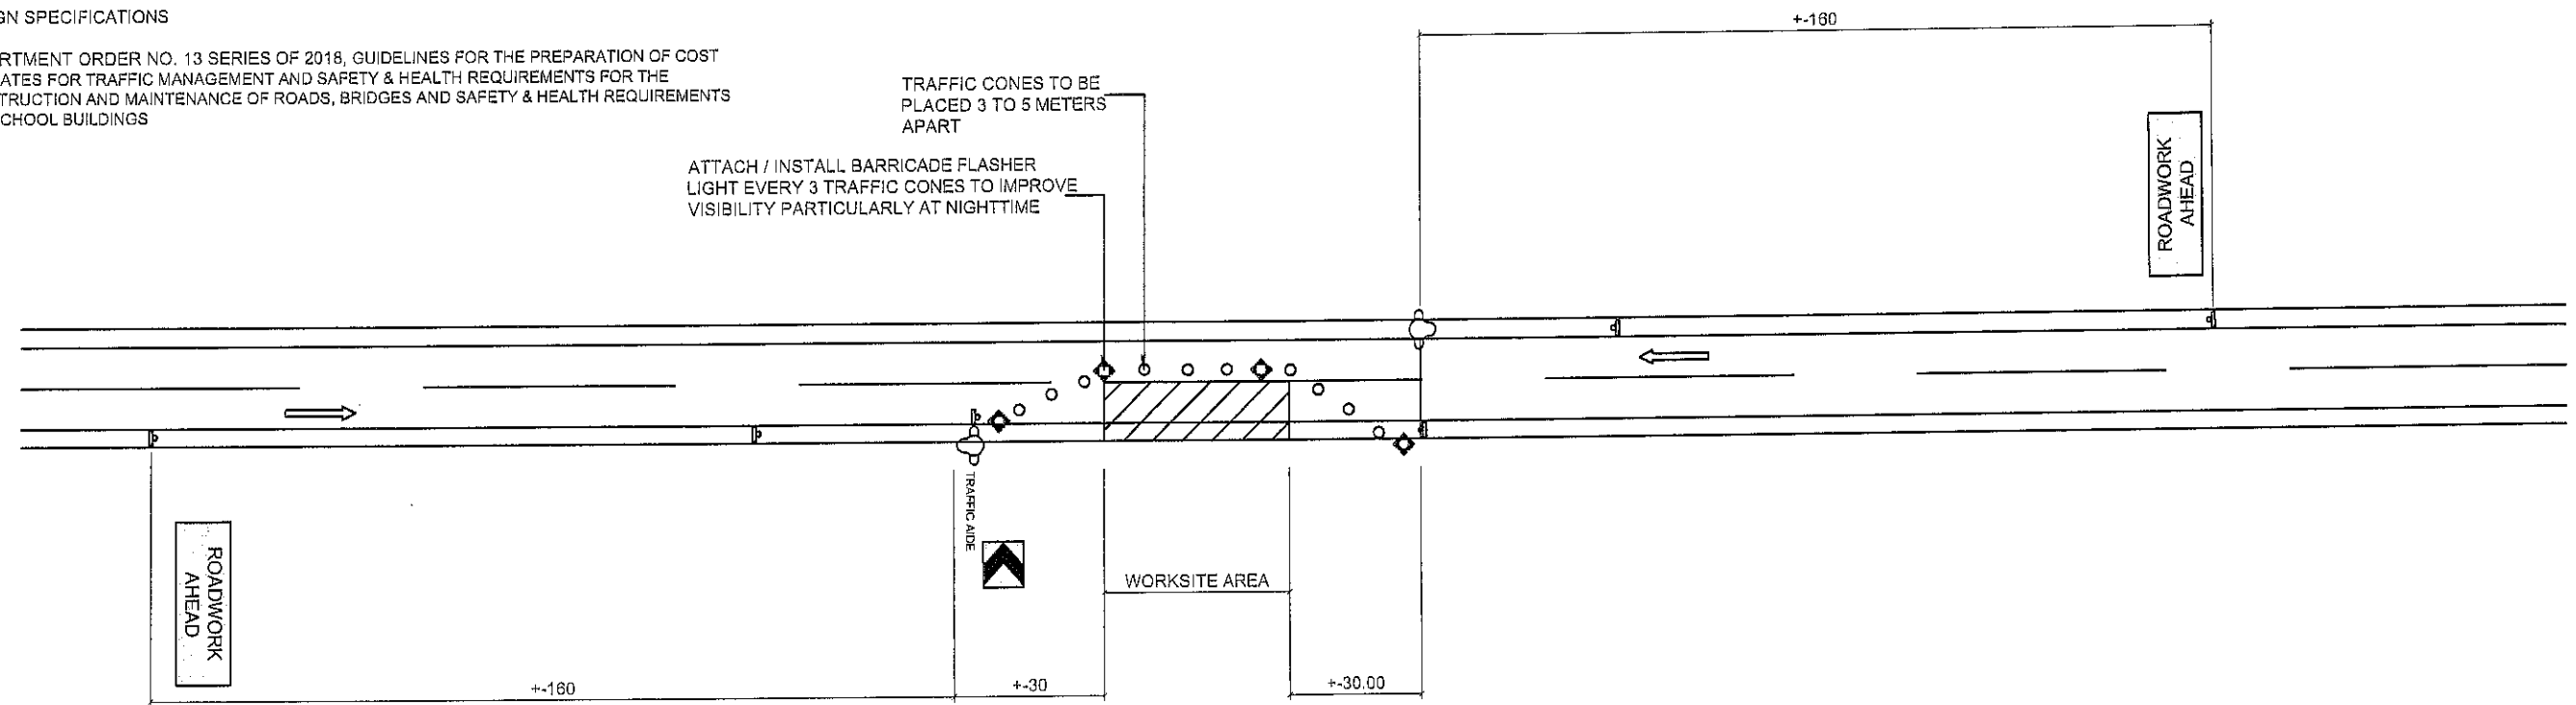 GN SPECIFICATIONS
RTMENT ORDER NO. 13 SERIES OF 2018, GUIDELINES FOR THE PREPARATION OF COST
ATES FOR TRAFFIC MANAGEMENT AND SAFETY & HEALTH REQUIREMENTS FOR THE
TRUCTION AND MAINTENANCE OF ROADS, BRIDGES AND SAFETY & HEALTH REQUIREMENTS
CHOOL BUILDINGS
TRAFFIC CONES TO BE
PLACED 3 TO 5 METERS
APART
ATTACH / INSTALL BARRICADE FLASHER
LIGHT EVERY 3 TRAFFIC CONES TO IMPROVE
VISIBILITY PARTICULARLY AT NIGHTTIME
+-160
ROADWORK
AHEAD
TRAFFIC AIDE
WORKSITE AREA
ROADWORK
AHEAD
+-160
+-30
+-30.00